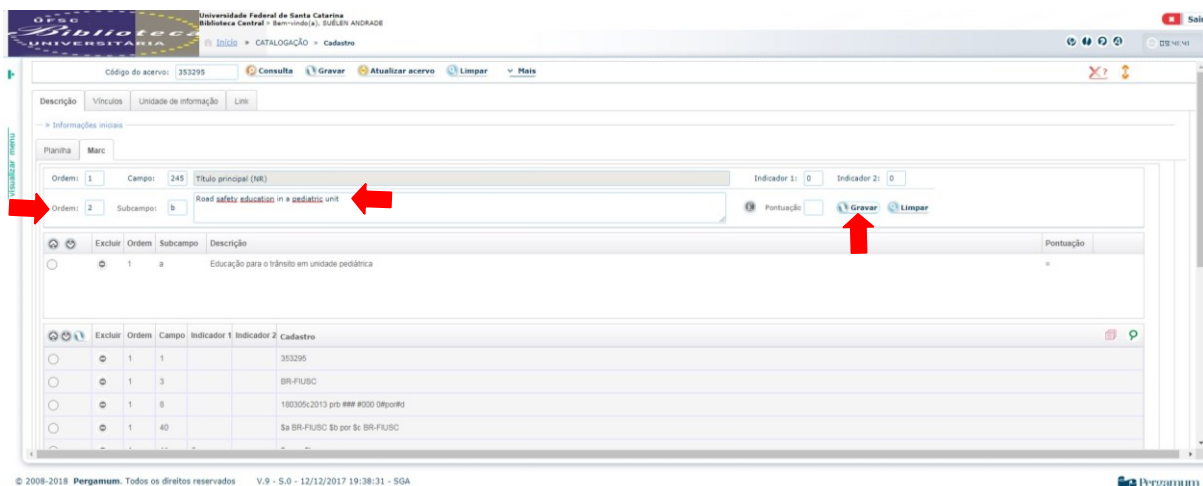 Universidade Federal de Santa Catarina
Biblioteca Central > Bem-vindo(a), SUÉLEN ANDRADE
UFSC
Biblioteca
UNIVERSITÁRIA
Início » CATALOGAÇÃO » Cadastro
Sair
visualizar menu
Código do acervo: 353295 Consulta Gravar Atualizar acervo Limpar Mais
Descrição Vínculos Unidade de informação Link
> Informações iniciais
Planilha Marc
Ordem: 1 Campo: 245 Título principal (NR) Indicador 1: 0 Indicador 2: 0
Ordem: 2 Subcampo: b Road safety education in a pediatric unit Pontuação Gravar Limpar
Excluir Ordem Subcampo Descrição Pontuação
1 a Educação para o trânsito em unidade pediátrica =
Excluir Ordem Campo Indicador 1 Indicador 2 Cadastro
1 1 353295
1 3 BR-FIUSC
1 8 180305c2013 prb ### #000 0#por#d
1 40 $a BR-FIUSC $b por $c BR-FIUSC
© 2008-2018 Pergamum. Todos os direitos reservados V.9 - S.0 - 12/12/2017 19:38:31 - SGA
Pergamum